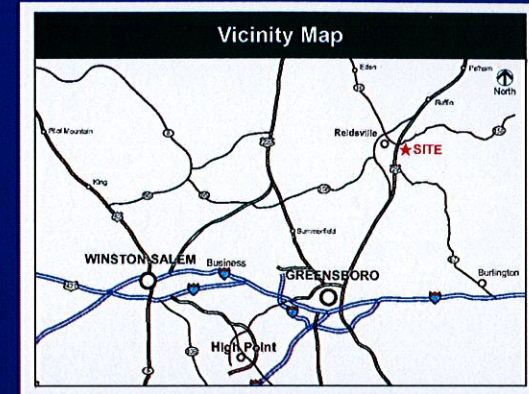 Vicinity Map
Eden
Pelham
North
Ruffin
Reidsville
SITE
Pilot Mountain
King
Summerfield
WINSTON SALEM
Business
GREENSBORO
Burlington
High Point